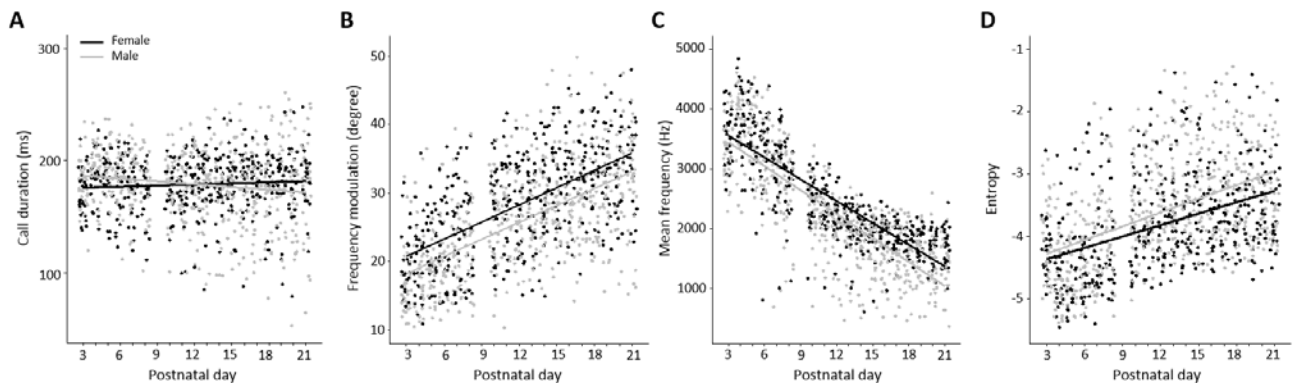 A
B
C
D
Female
Male
Call duration (ms)
300
200
100
3 6 9 12 15 18 21
Postnatal day
Frequency modulation (degree)
50
40
30
20
10
3 6 9 12 15 18 21
Postnatal day
Mean frequency (Hz)
5000
4000
3000
2000
1000
3 6 9 12 15 18 21
Postnatal day
Entropy
-1
-2
-3
-4
-5
3 6 9 12 15 18 21
Postnatal day